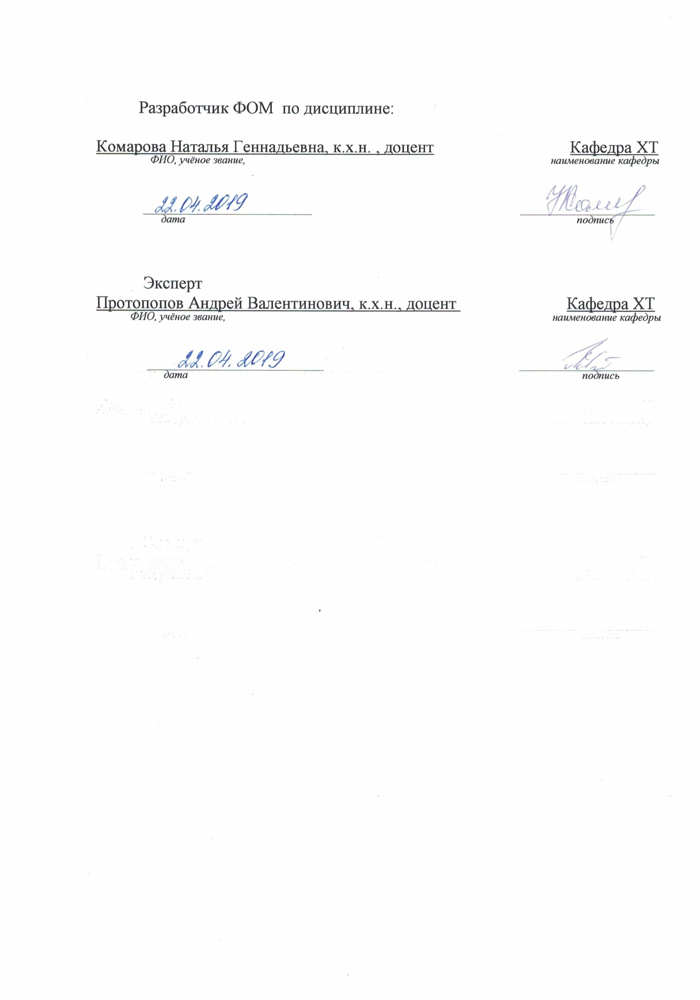 Разработчик ФОМ по дисциплине:
Комарова Наталья Геннадьевна, к.х.н. , доцент Кафедра ХТ
ФИО, учёное звание, наименование кафедры
22.04.2019
дата подпись
Эксперт
Протопопов Андрей Валентинович, к.х.н., доцент Кафедра ХТ
ФИО, учёное звание, наименование кафедры
22.04.2019
дата подпись